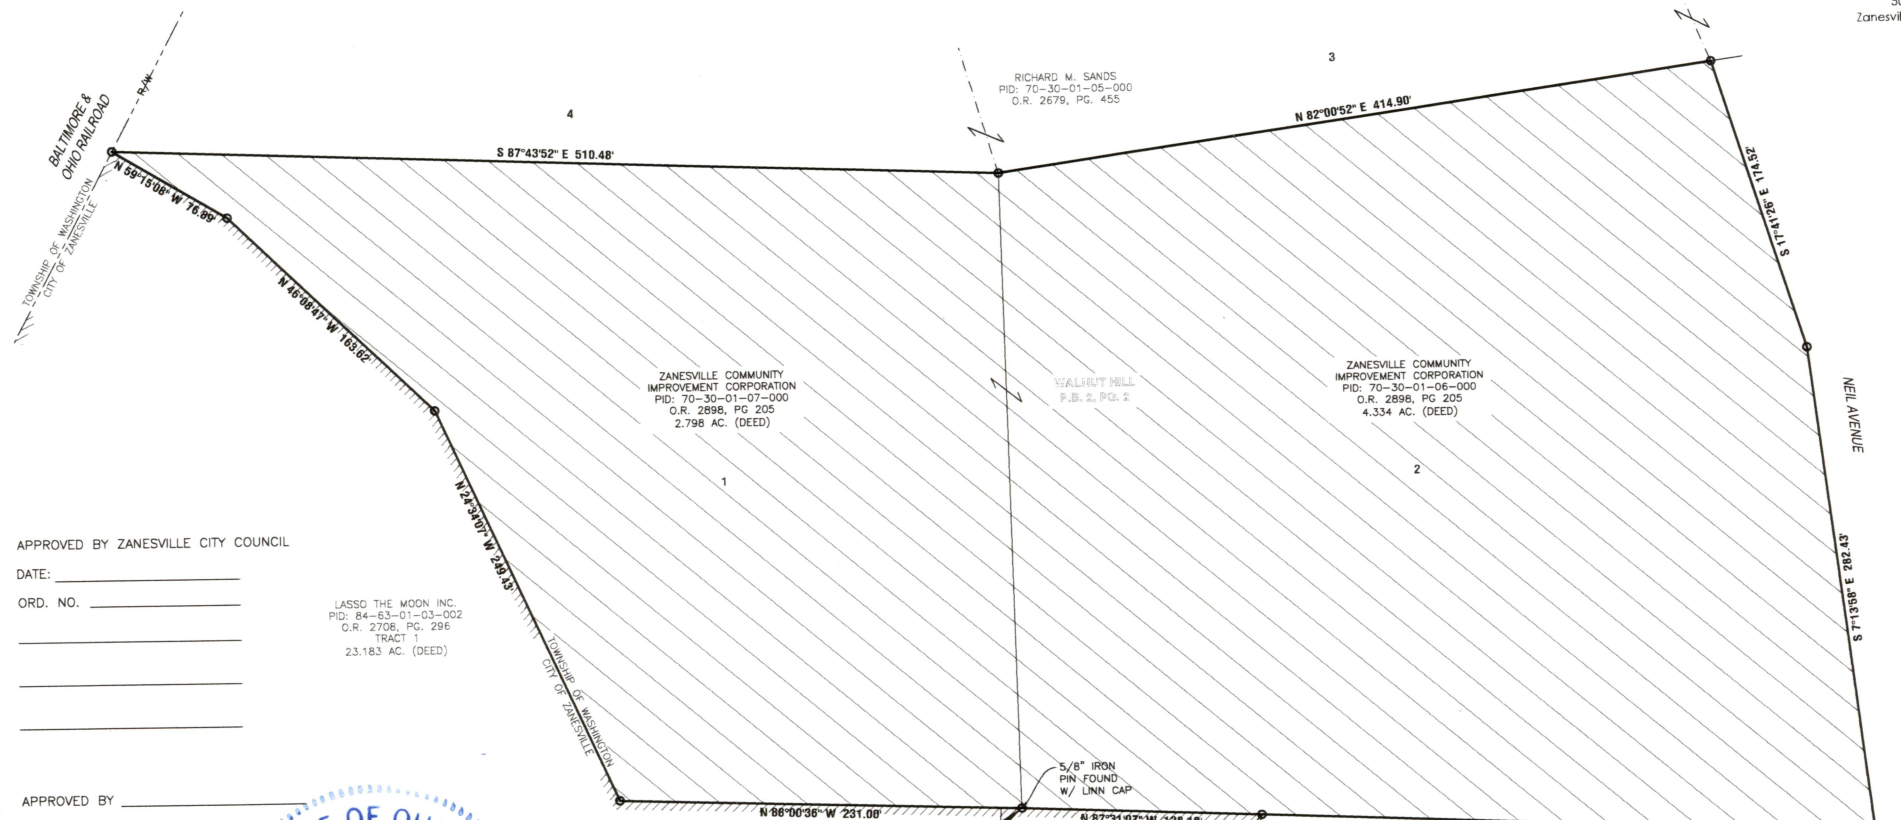 Zanesvil
R/W
BALTIMORE &
OHIO RAILROAD
TOWNSHIP OF WASHINGTON
CITY OF ZANESVILLE
4
3
RICHARD M. SANDS
PID: 70-30-01-05-000
O.R. 2679, PG. 455
N 82°00'52" E 414.90'
S 87°43'52" E 510.48'
N 59°15'08" W 76.89'
S 17°41'26" E 174.52'
N 46°08'47" W 163.62'
ZANESVILLE COMMUNITY
IMPROVEMENT CORPORATION
PID: 70-30-01-07-000
O.R. 2898, PG 205
2.798 AC. (DEED)
1
WALNUT HILL
P.B. 2, PG. 2
ZANESVILLE COMMUNITY
IMPROVEMENT CORPORATION
PID: 70-30-01-06-000
O.R. 2898, PG 205
4.334 AC. (DEED)
2
NEIL AVENUE
N 24°34'07" W 249.43'
S 7°13'58" E 282.43'
APPROVED BY ZANESVILLE CITY COUNCIL
DATE:
ORD. NO.
LASSO THE MOON INC.
PID: 84-63-01-03-002
O.R. 2708, PG. 296
TRACT 1
23.183 AC. (DEED)
TOWNSHIP OF WASHINGTON
CITY OF ZANESVILLE
5/8" IRON
PIN FOUND
W/ LINN CAP
APPROVED BY
N 86°00'36" W 231.00'
OF